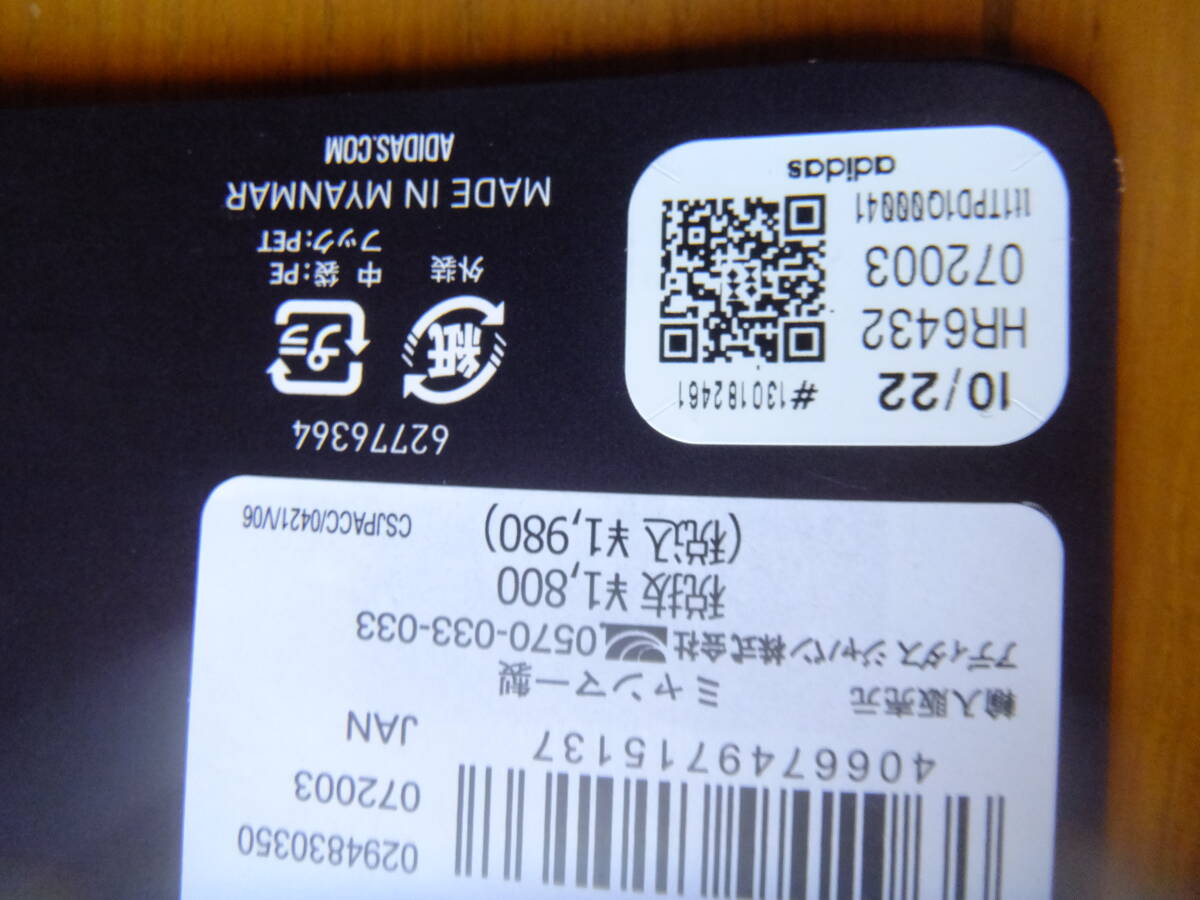 0294830350
072003
JAN
4066749715137
輸入販売元 ミャンマー製
アディダス ジャパン株式会社 0570-033-033
税抜 ¥1,800
(税込 ¥1,980)
CSJPACC/0421/V06
62776364
紙
外装
プラ
中 袋:PE
フック:PET
MADE IN MYANMAR
ADIDAS.COM
10/22
#130182461
HR6432
072003
lt1TPD1Q00041
adidas